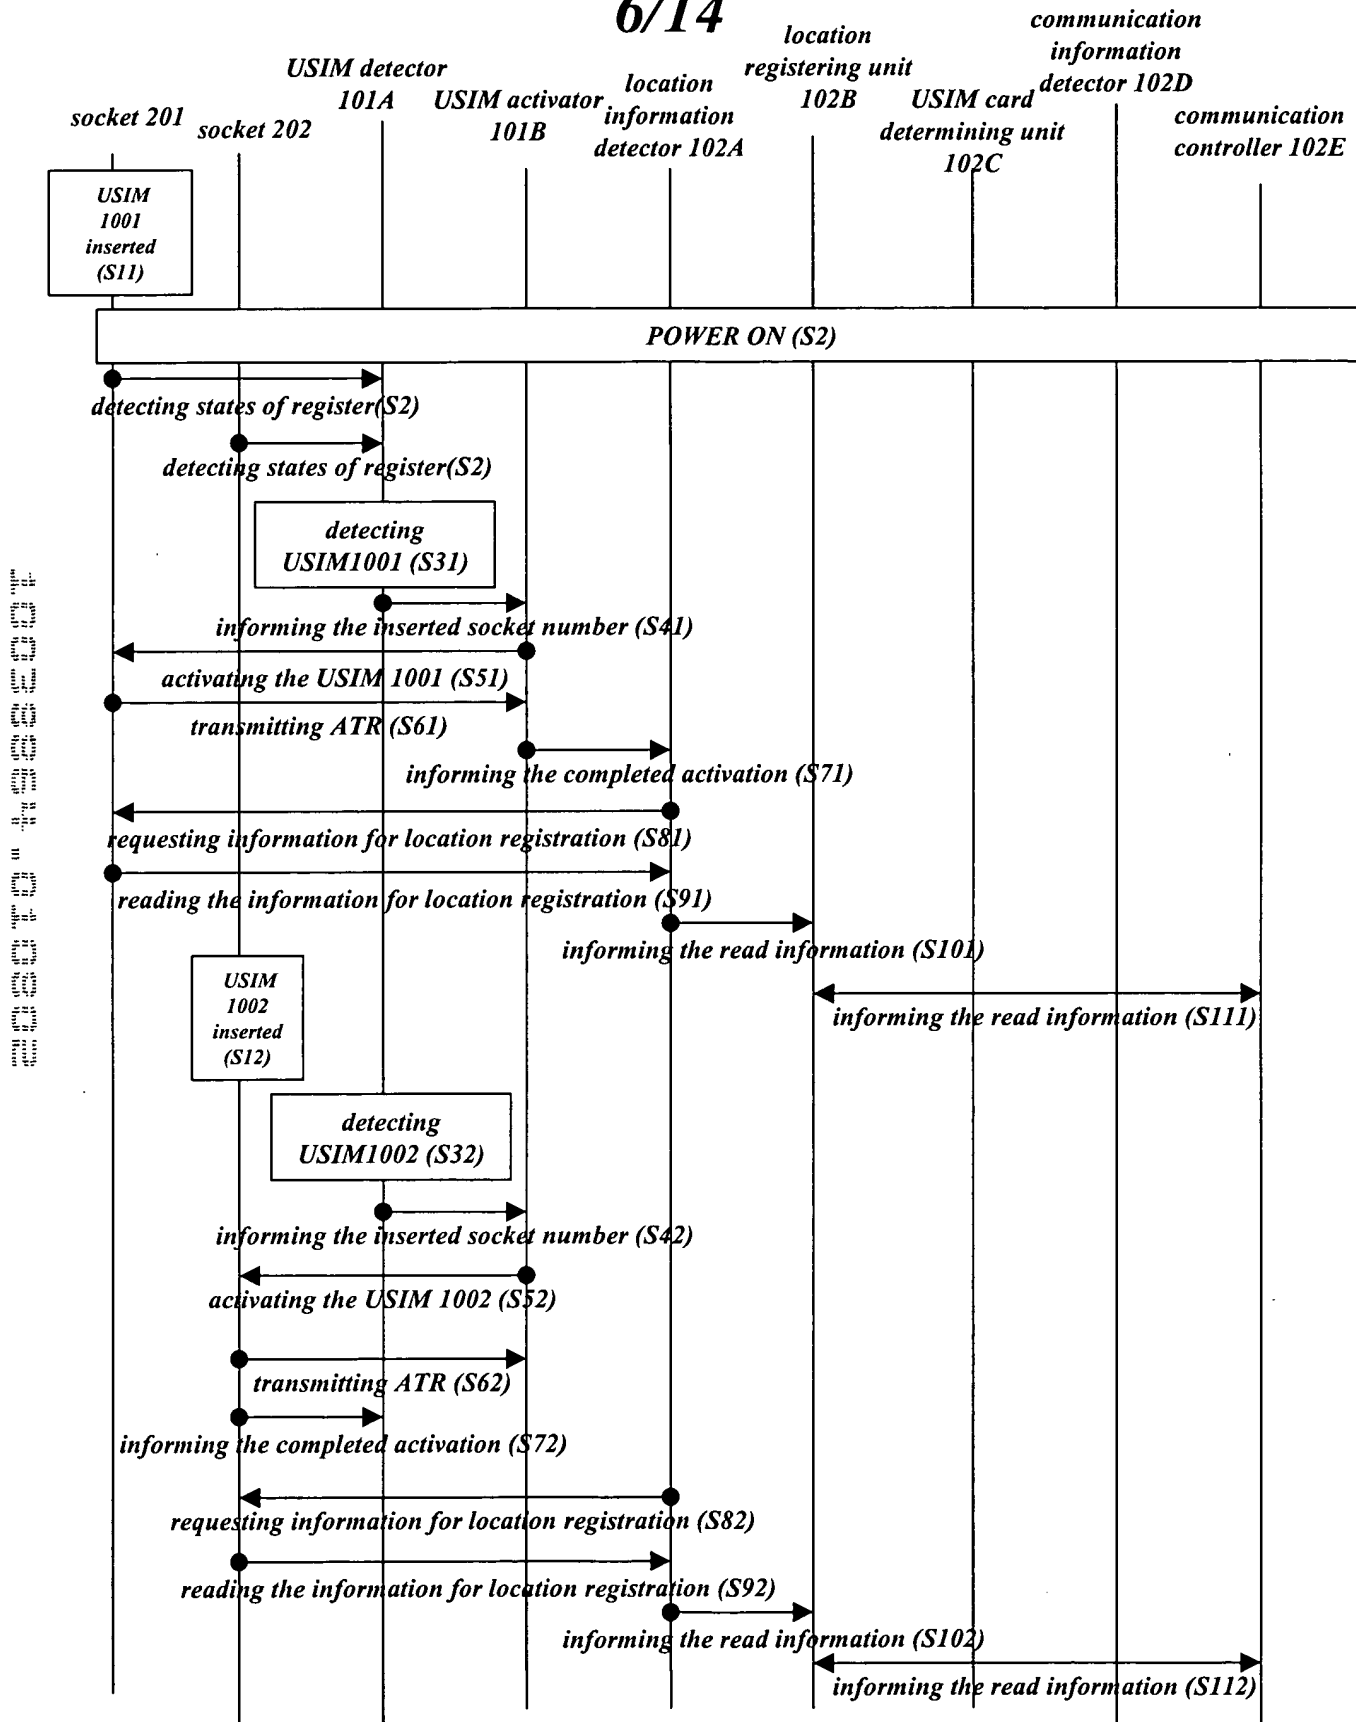 6/14
socket 201
socket 202
USIM detector
101A
USIM activator
101B
location
information
detector 102A
location
registering unit
102B
USIM card
determining unit
102C
communication
information
detector 102D
communication
controller 102E
USIM
1001
inserted
(S11)
POWER ON (S2)
detecting states of register(S2)
detecting states of register(S2)
detecting
USIM1001 (S31)
informing the inserted socket number (S41)
activating the USIM 1001 (S51)
transmitting ATR (S61)
informing the completed activation (S71)
requesting information for location registration (S81)
reading the information for location registration (S91)
informing the read information (S101)
USIM
1002
inserted
(S12)
informing the read information (S111)
detecting
USIM1002 (S32)
informing the inserted socket number (S42)
activating the USIM 1002 (S52)
transmitting ATR (S62)
informing the completed activation (S72)
requesting information for location registration (S82)
reading the information for location registration (S92)
informing the read information (S102)
informing the read information (S112)